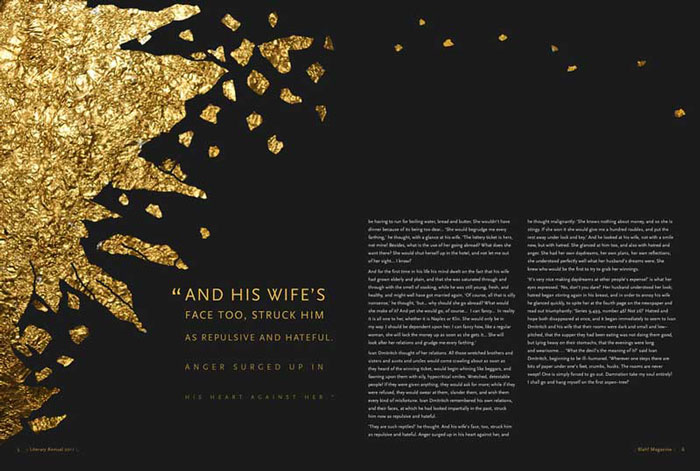 “AND HIS WIFE’S
FACE TOO, STRUCK HIM
AS REPULSIVE AND HATEFUL.
ANGER SURGED UP IN
HIS HEART AGAINST HER.”
be having to run for boiling water, bread and butter. She wouldn’t have
dinner because of its being too dear... ‘She would begrudge me every
farthing,’ he thought, with a glance at his wife. ‘The lottery ticket is hers,
not mine! Besides, what is the use of her going abroad? What does she
want there? She would shut herself up in the hotel, and not let me out
of her sight... I know!’
And for the first time in his life his mind dwelt on the fact that his wife
had grown elderly and plain, and that she was saturated through and
through with the smell of cooking, while he was still young, fresh, and
healthy, and might well have got married again. ‘Of course, all that is silly
nonsense,’ he thought, ‘but... why should she go abroad? What would
she make of it? And yet she would go, of course... I can fancy... In reality
it is all one to her, whether it is Naples or Klin. She would only be in
my way. I should be dependent upon her. I can fancy how, like a regular
woman, she will lock the money up as soon as she gets it... She will
look after her relations and grudge me every farthing.’
Ivan Dmitritch thought of her relations. All those wretched brothers and
sisters and aunts and uncles would come crawling about as soon as
they heard of the winning ticket, would begin whining like beggars, and
fawning upon them with oily, hypocritical smiles. Wretched, detestable
people! If they were given anything, they would ask for more; while if they
were refused, they would swear at them, slander them, and wish them
every kind of misfortune. Ivan Dmitritch remembered his own relations,
and their faces, at which he had looked impartially in the past, struck
him now as repulsive and hateful.
‘They are such reptiles!’ he thought. And his wife’s face, too, struck him
as repulsive and hateful. Anger surged up in his heart against her, and
he thought malignantly: ‘She knows nothing about money, and so she is
stingy. If she won it she would give me a hundred roubles, and put the
rest away under lock and key.’ And he looked at his wife, not with a smile
now, but with hatred. She glanced at him too, and also with hatred and
anger. She had her own daydreams, her own plans, her own reflections;
she understood perfectly well what her husband’s dreams were. She
knew who would be the first to try to grab her winnings.
‘It’s very nice making daydreams at other people’s expense!’ is what her
eyes expressed. ‘No, don’t you dare!’ Her husband understood her look;
hatred began stirring again in his breast, and in order to annoy his wife
he glanced quickly, to spite her at the fourth page on the newspaper and
read out triumphantly: ‘Series 9,499, number 46! Not 26!’ Hatred and
hope both disappeared at once, and it began immediately to seem to Ivan
Dmitritch and his wife that their rooms were dark and small and low-
pitched, that the supper they had been eating was not doing them good,
but lying heavy on their stomachs, that the evenings were long
and wearisome... ‘What the devil’s the meaning of it?’ said Ivan
Dmitritch, beginning to be ill-humoured. ‘Wherever one steps there are
bits of paper under one’s feet, crumbs, husks. The rooms are never
swept! One is simply forced to go out. Damnation take my soul entirely!
I shall go and hang myself on the first aspen-tree!’
5 Literary Annual 2011
Blatt Magazine 6